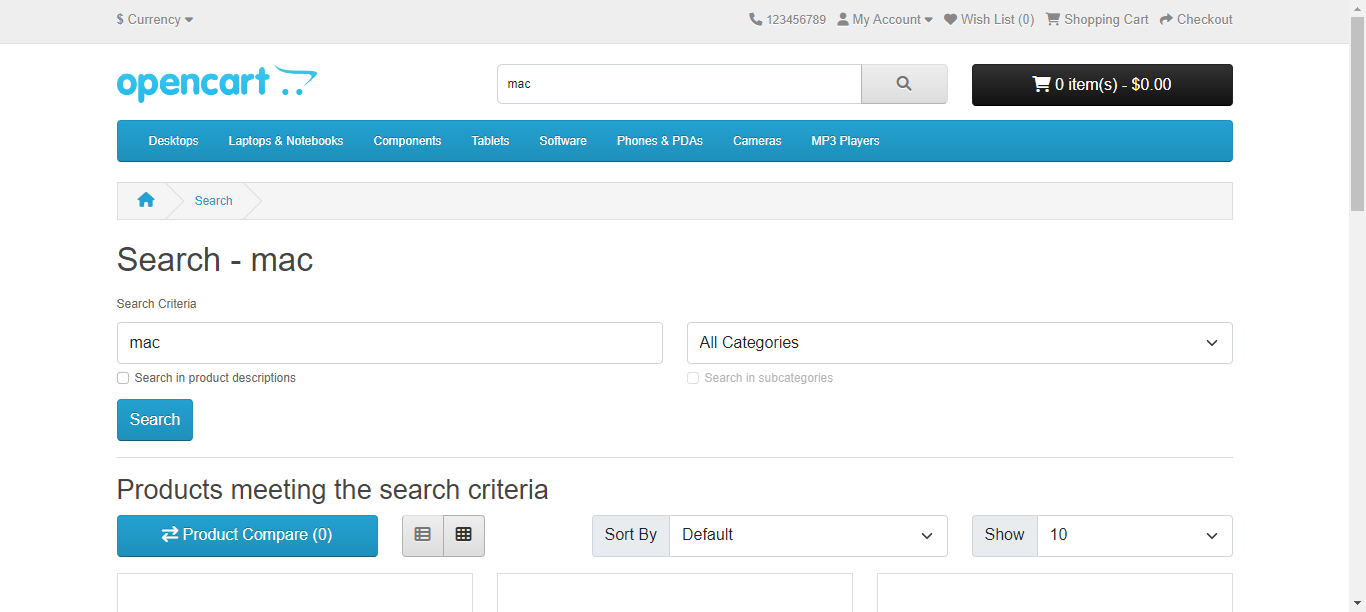 $ Currency
123456789 My Account Wish List (0) Shopping Cart Checkout
opencart
mac
0 item(s) - $0.00
Desktops Laptops & Notebooks Components Tablets Software Phones & PDAs Cameras MP3 Players
Search
Search - mac
Search Criteria
mac
All Categories
Search in product descriptions
Search in subcategories
Search
Products meeting the search criteria
Product Compare (0)
Sort By Default
Show 10